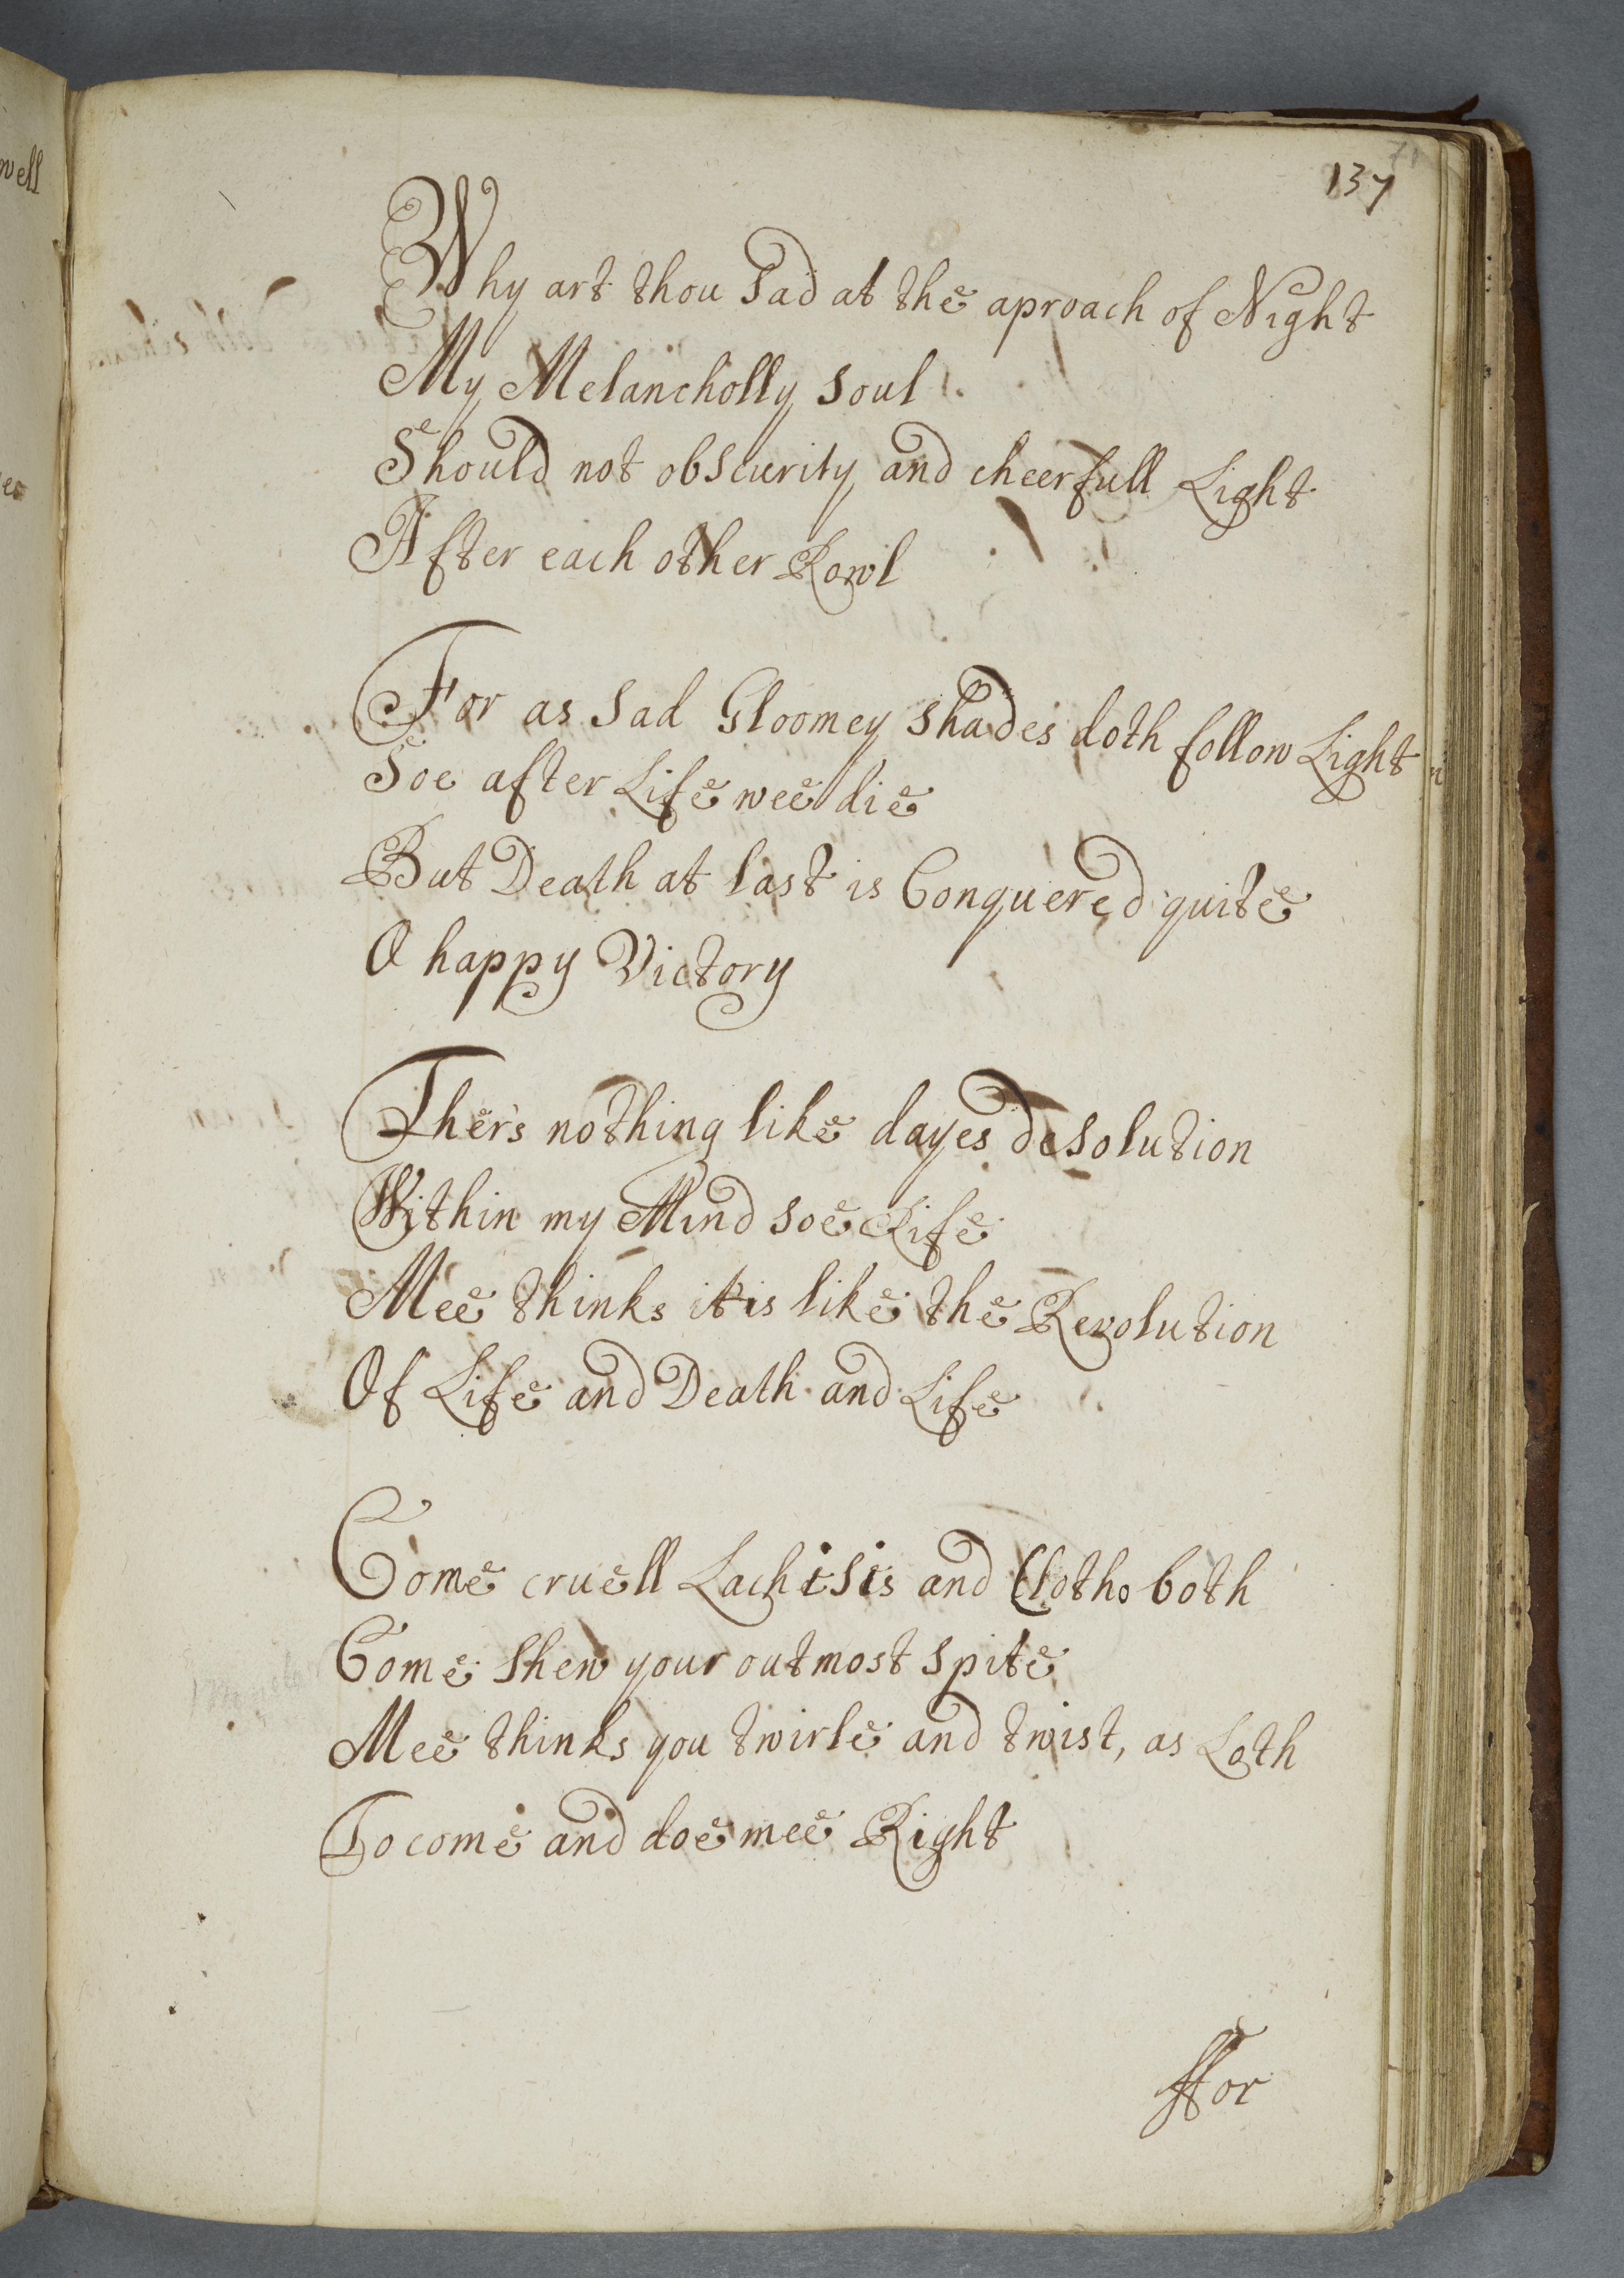 137
Why art thou Sad at the aproach of Night
My Melancholly Soul
Should not obscurity and cheerfull Light
After each other Rowl
For as Sad Gloomey Shades doth follow Light
Soe after Life wee die
But Death at last is Conquered quite
O happy Victory
Ther's nothing like dayes desolution
Within my Mind soe Rife
Mee thinks it is like the Revolution
Of Life and Death and Life
Come cruell Lachisis and Clotho both
Come Shew your outmost spite
Mee thinks you twirle and twist, as Loth
To come and doe mee Right
ffor
well